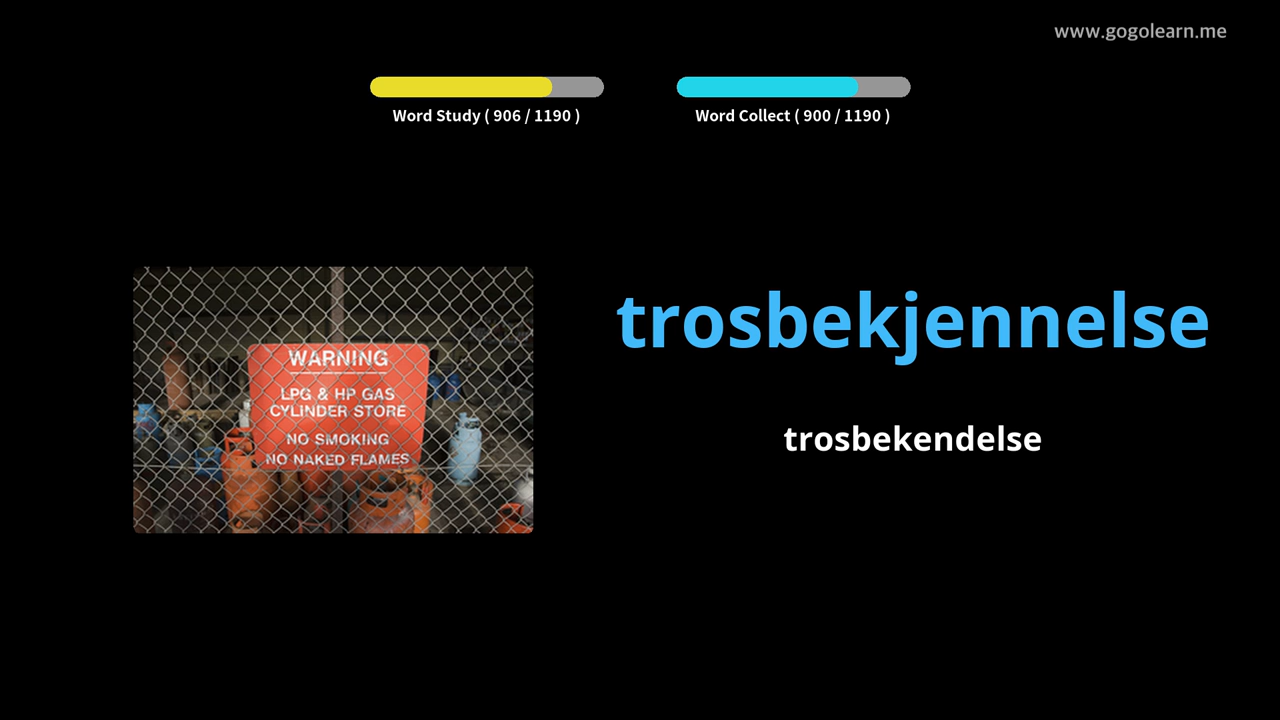 www.gogolearn.me
Word Study ( 906 / 1190 )
Word Collect ( 900 / 1190 )
WARNING
LPG & HP GAS
CYLINDER STORE
NO SMOKING
NO NAKED FLAMES
trosbekjennelse
trosbekendelse